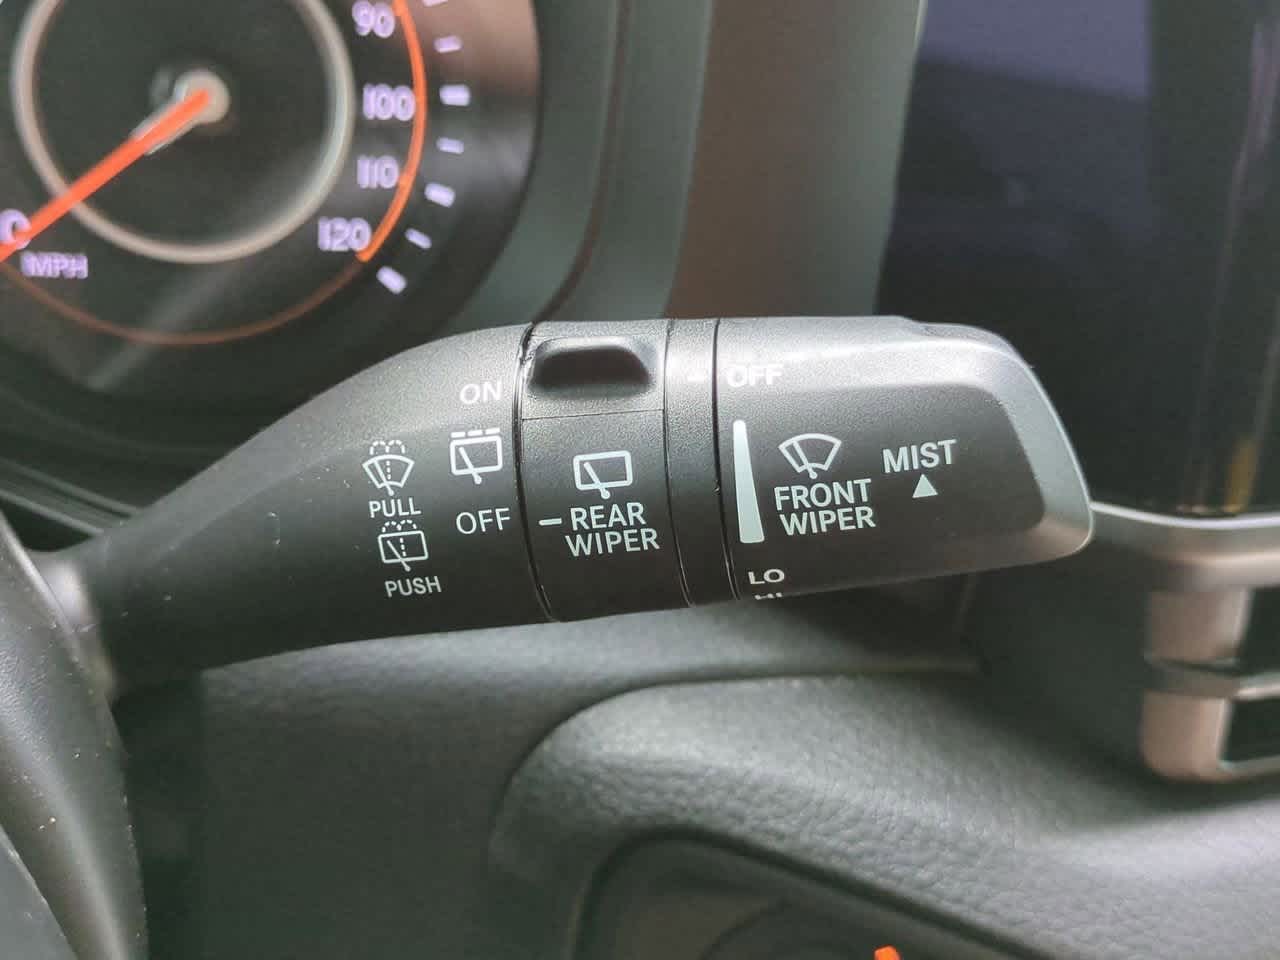 90
100
110
120
MPH
ON
OFF
PULL
PUSH
REAR
WIPER
OFF
FRONT
WIPER
MIST
LO